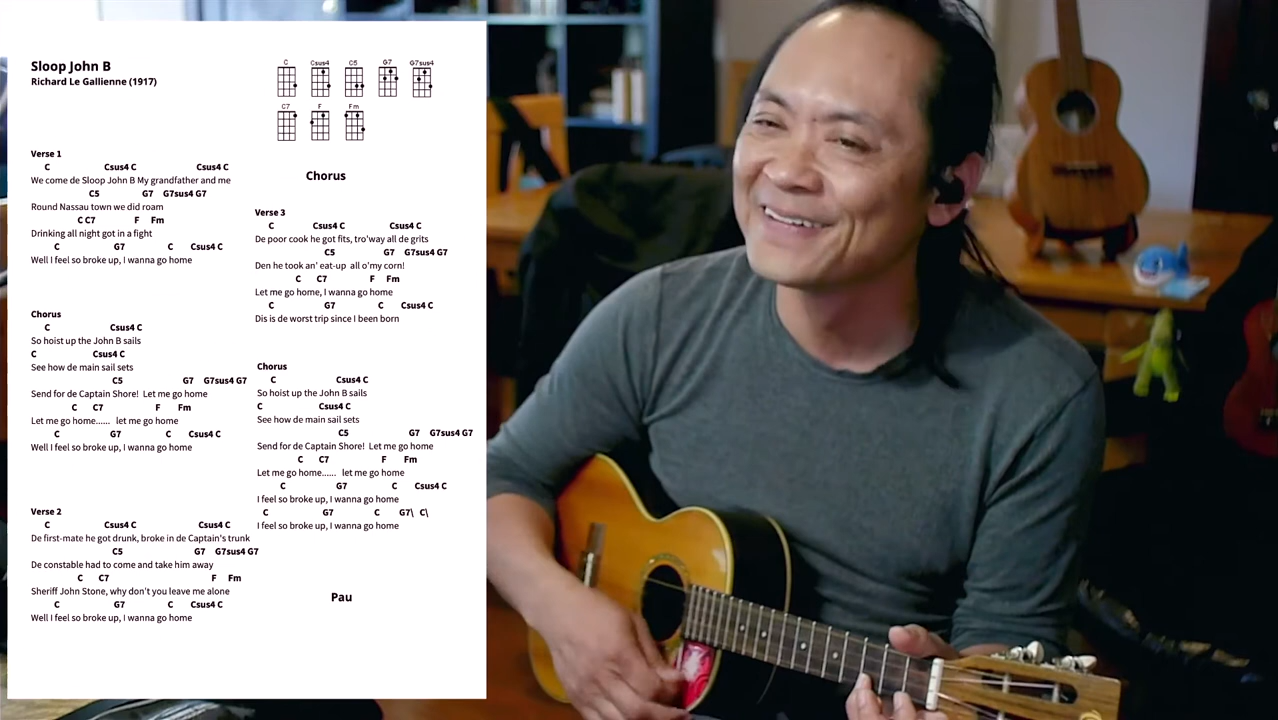 Sloop John B
Richard Le Gallienne (1917)
C Csus4 C5 G7 G7sus4
C7 F Fm
Verse 1
C Csus4 C Csus4 C
We come de Sloop John B My grandfather and me
C5 G7 G7sus4 G7
Round Nassau town we did roam
C C7 F Fm
Drinking all night got in a fight
C G7 C Csus4 C
Well I feel so broke up, I wanna go home
Chorus
C Csus4 C
So hoist up the John B sails
C Csus4 C
See how de main sail sets
C5 G7 G7sus4 G7
Send for de Captain Shore! Let me go home
C C7 F Fm
Let me go home...... let me go home
C G7 C Csus4 C
Well I feel so broke up, I wanna go home
Verse 2
C Csus4 C Csus4 C
De first-mate he got drunk, broke in de Captain's trunk
C5 G7 G7sus4 G7
De constable had to come and take him away
C C7 F Fm
Sheriff John Stone, why don't you leave me alone
C G7 C Csus4 C
Well I feel so broke up, I wanna go home
Chorus
Verse 3
C Csus4 C Csus4 C
De poor cook he got fits, tro'way all de grits
C5 G7 G7sus4 G7
Den he took an' eat-up all o'my corn!
C C7 F Fm
Let me go home, I wanna go home
C G7 C Csus4 C
Dis is de worst trip since I been born
Chorus
C Csus4 C
So hoist up the John B sails
C Csus4 C
See how de main sail sets
C5 G7 G7sus4 G7
Send for de Captain Shore! Let me go home
C C7 F Fm
Let me go home...... let me go home
C G7 C Csus4 C
I feel so broke up, I wanna go home
C G7 C G7\ C\
I feel so broke up, I wanna go home
Pau